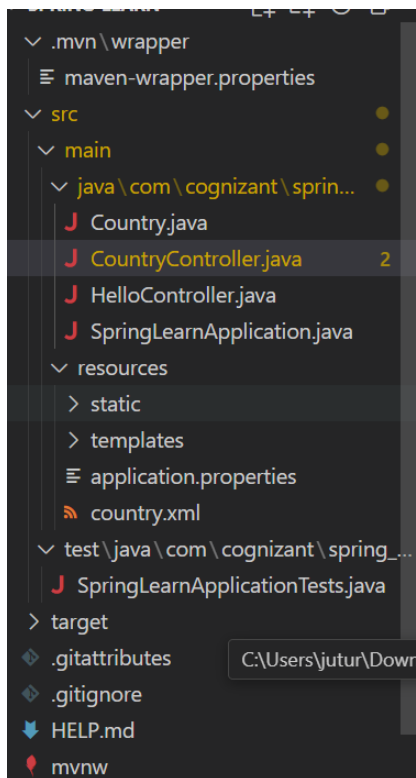 .mvn\wrapper
maven-wrapper.properties
src
main
java\com\cognizant\sprin...
Country.java
CountryController.java 2
HelloController.java
SpringLearnApplication.java
resources
static
templates
application.properties
country.xml
test\java\com\cognizant\spring_...
SpringLearnApplicationTests.java
target
.gitattributes
C:\Users\jutur\Down
.gitignore
HELP.md
mvnw